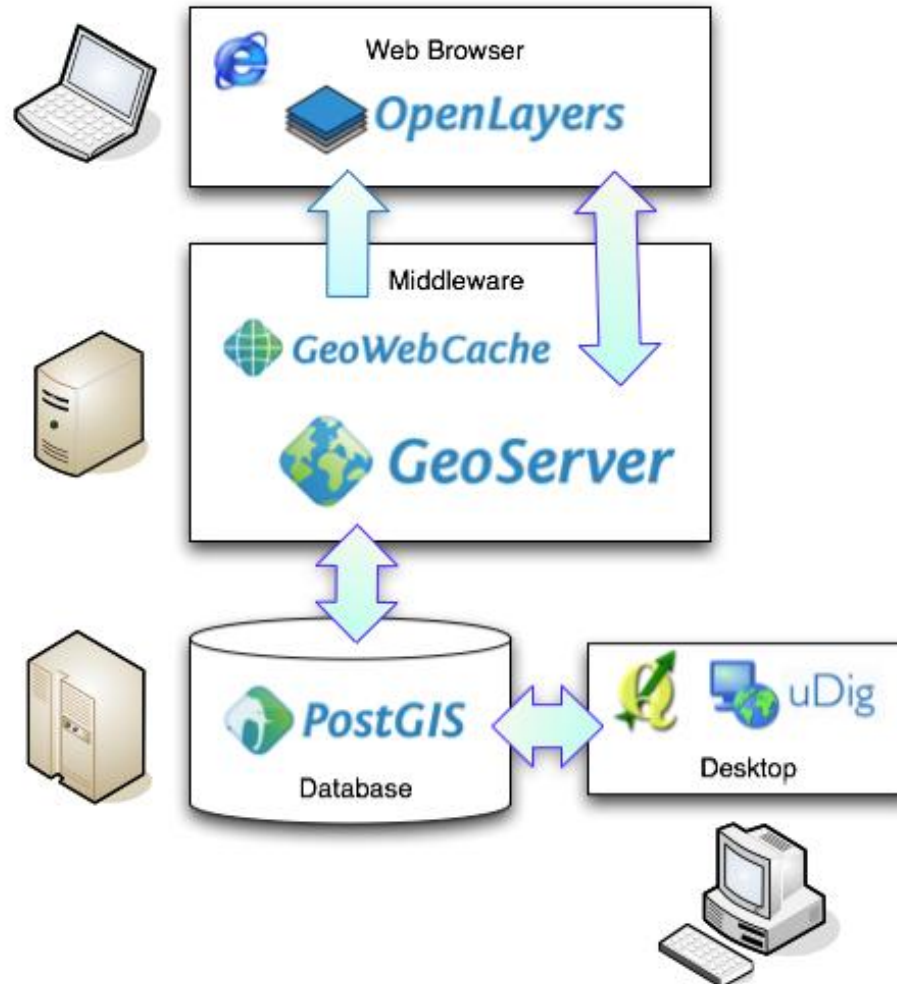 Web Browser
OpenLayers
Middleware
GeoWebCache
GeoServer
PostGIS
Database
uDig
Desktop